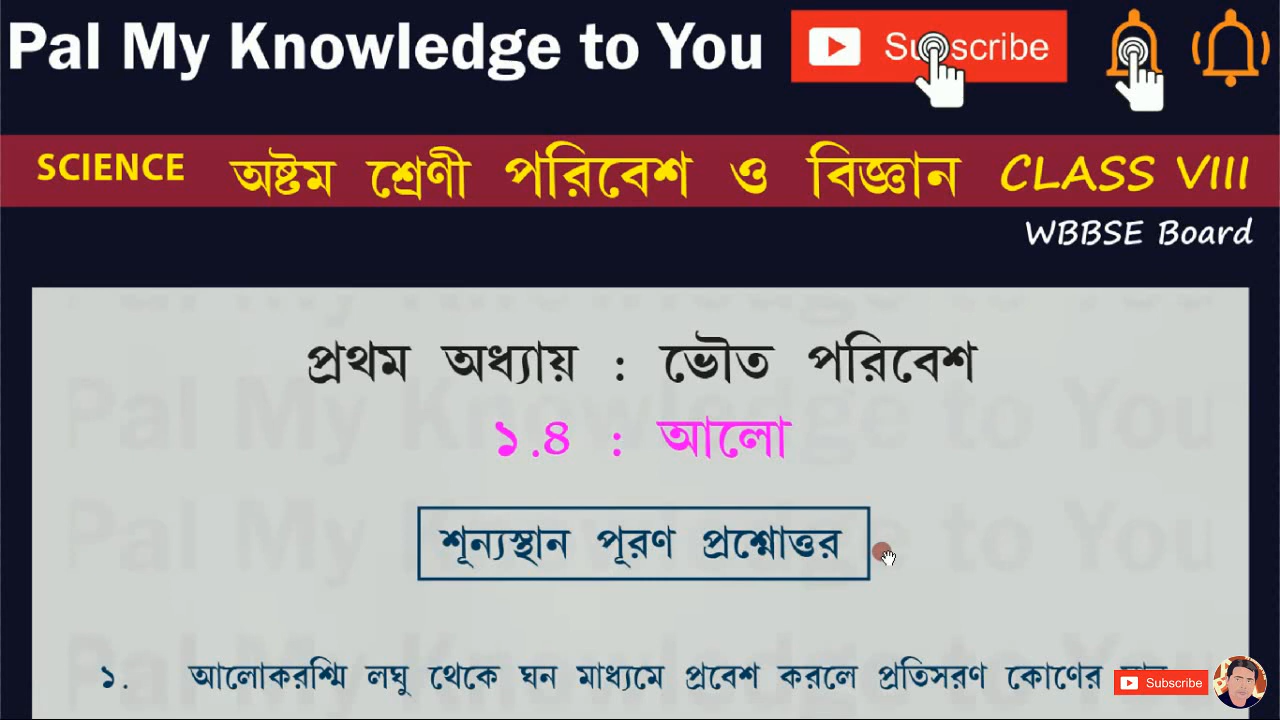 Pal My Knowledge to You Subscribe
SCIENCE অষ্টম শ্রেণী পরিবেশ ও বিজ্ঞান CLASS VIII
WBBSE Board
প্রথম অধ্যায় : ভৌত পরিবেশ
১.৪ : আলো
শূন্যস্থান পূরণ প্রশ্নোত্তর
১. আলোকরশ্মি লঘু থেকে ঘন মাধ্যমে প্রবেশ করলে প্রতিসরণ কোণের
Subscribe